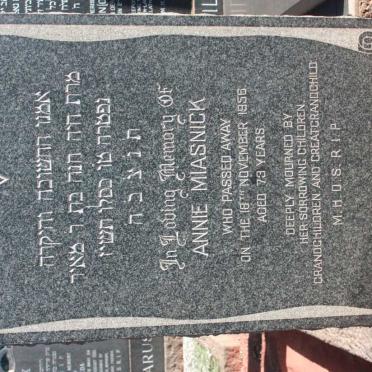 אמנו החשובה והיקרה
מרת חיה חנה בת ר מאיר
נפטרה טו כסלו תשי״ז
ת נ צ ב ה
In Loving Memory OF
ANNIE MIASNICK
WHO PASSED AWAY
ON THE 18TH NOVEMBER 1956
AGED 73 YEARS.
DEEPLY MOURNED BY
HER SORROWING CHILDREN,
GRANDCHILDREN AND GREATGRANDCHILD.
M.H.D.S.R.I.P.